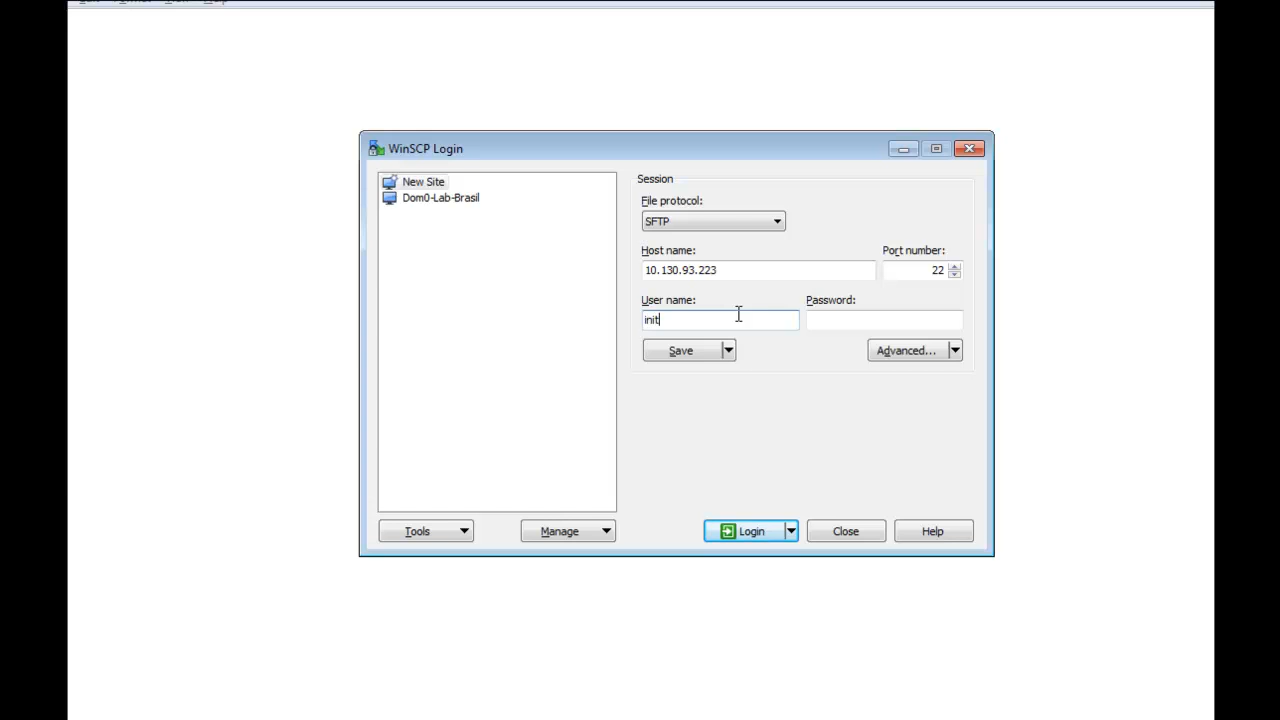 WinSCP Login
New Site
Dom0-Lab-Brasil
Session
File protocol:
SFTP
Host name:
Port number:
10.130.93.223
22
User name:
Password:
init
Save
Advanced...
Tools
Manage
Login
Close
Help